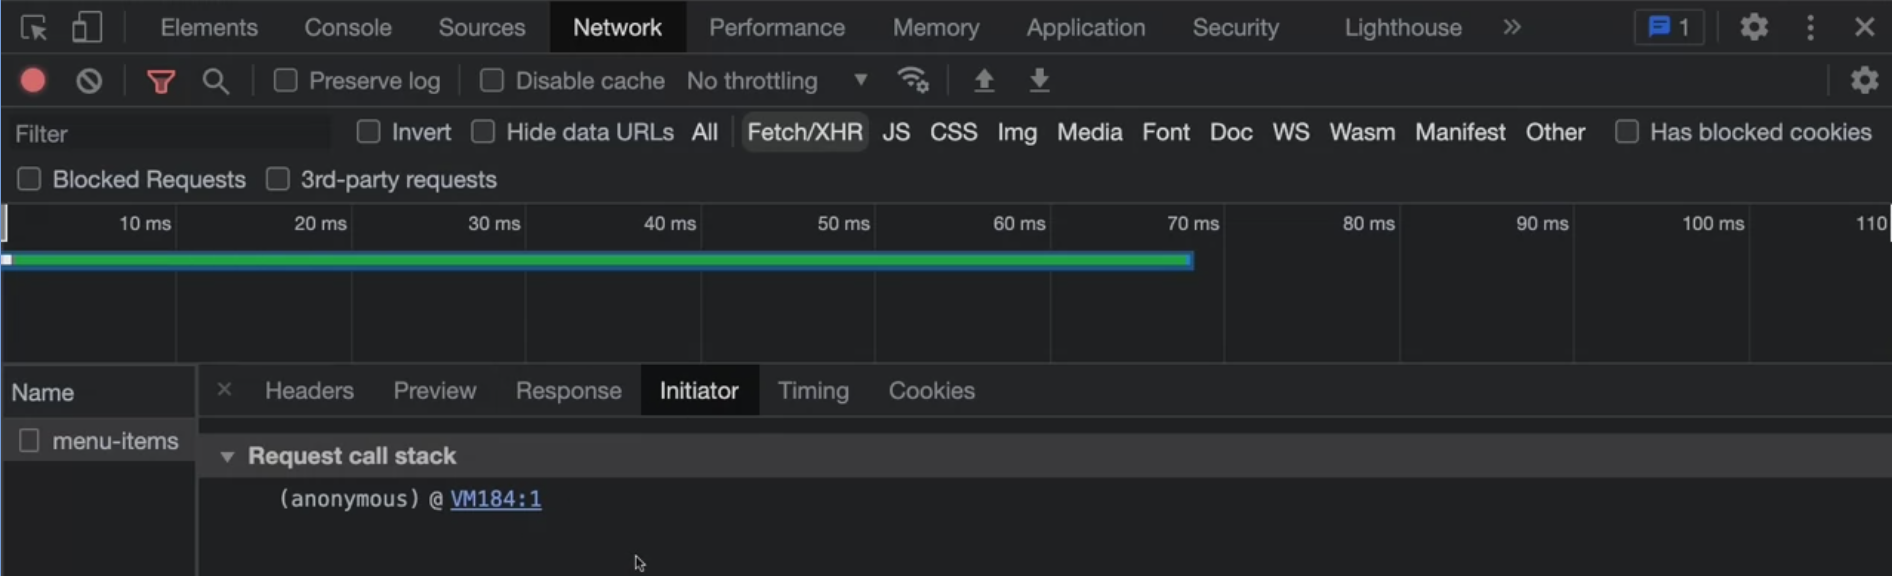 Elements Console Sources Network Performance Memory Application Security Lighthouse » 1
Preserve log Disable cache No throttling
Filter Invert Hide data URLs All Fetch/XHR JS CSS Img Media Font Doc WS Wasm Manifest Other Has blocked cookies
Blocked Requests 3rd-party requests
10 ms 20 ms 30 ms 40 ms 50 ms 60 ms 70 ms 80 ms 90 ms 100 ms 110
Name × Headers Preview Response Initiator Timing Cookies
menu-items
Request call stack
(anonymous) @ VM184:1